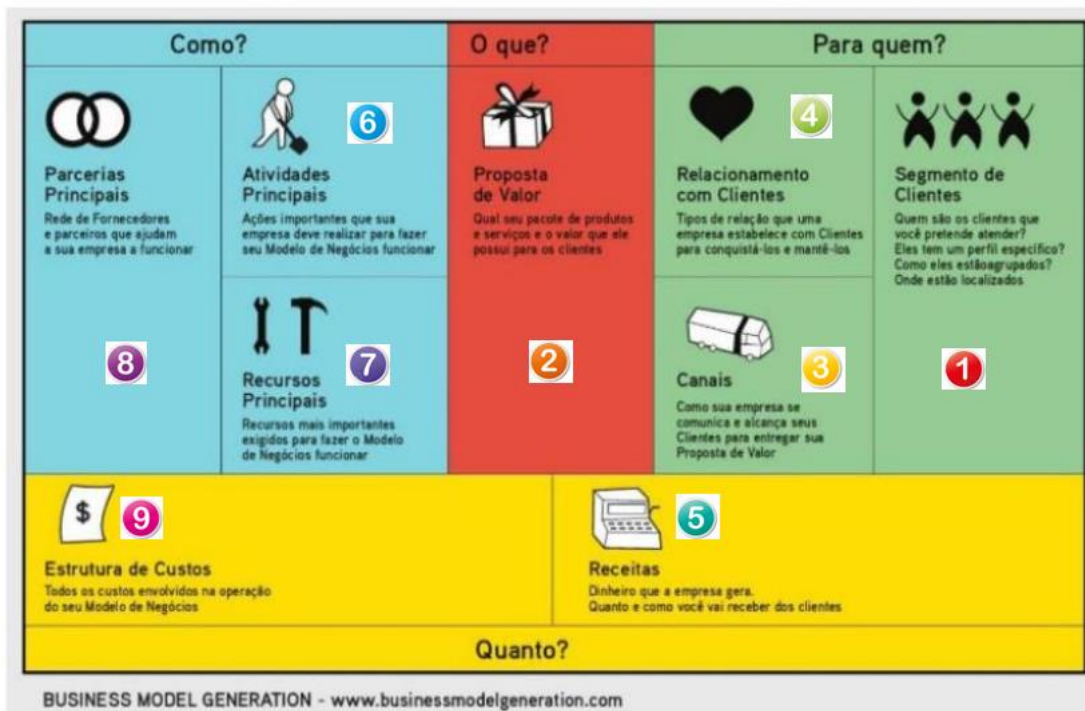 Como?
O que?
Para quem?
Parcerias
Principais
Rede de Fornecedores
e parceiros que ajudam
a sua empresa a funcionar
8
6
Atividades
Principais
Ações importantes que sua
empresa deve realizar para fazer
seu Modelo de Negócios funcionar
7
Recursos
Principais
Recursos mais importantes
exigidos para fazer o Modelo
de Negócios funcionar
Proposta
de Valor
Qual seu pacote de produtos
e serviços e o valor que ele
possui para os clientes
2
4
Relacionamento
com Clientes
Tipos de relação que uma
empresa estabelece com Clientes
para conquistá-los e mantê-los
3
Canais
Como sua empresa se
comunica e alcança seus
Clientes para entregar sua
Proposta de Valor
Segmento de
Clientes
Quem são os clientes que
você pretende atender?
Eles tem um perfil específico?
Como eles estãoagrupados?
Onde estão localizados
1
$
9
Estrutura de Custos
Todos os custos envolvidos na operação
do seu Modelo de Negócios
5
Receitas
Dinheiro que a empresa gera.
Quanto e como você vai receber dos clientes
Quanto?
BUSINESS MODEL GENERATION - www.businessmodelgeneration.com